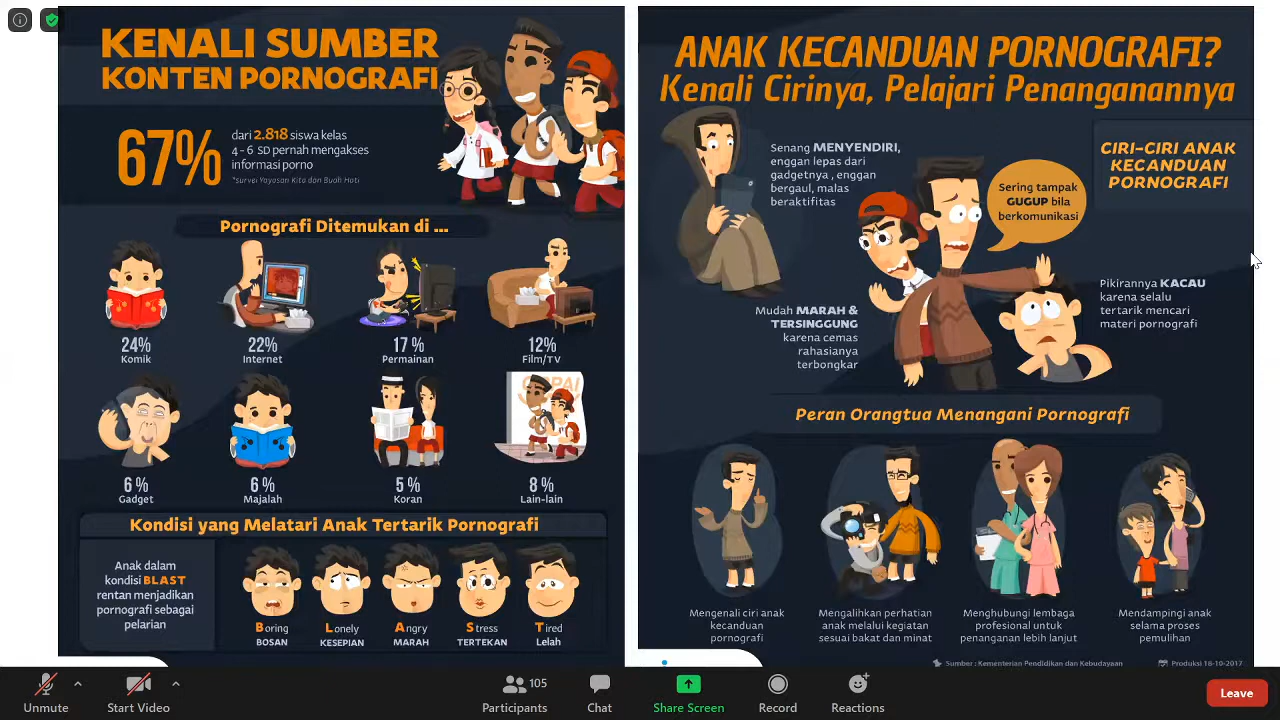 KENALI SUMBER
KONTEN PORNOGRAFI
67%
dari 2.818 siswa kelas
4 - 6 SD pernah mengakses
informasi porno
*survei Yayasan Kita dan Buah Hati
Pornografi Ditemukan di ...
24%
Komik
22%
Internet
17 %
Permainan
12%
Film/TV
6 %
Gadget
6 %
Majalah
5 %
Koran
8 %
Lain-lain
Kondisi yang Melatari Anak Tertarik Pornografi
Anak dalam
kondisi BLAST
rentan menjadikan
pornografi sebagai
pelarian
Boring
BOSAN
Lonely
KESEPIAN
Angry
MARAH
Stress
TERTEKAN
Tired
Lelah
ANAK KECANDUAN PORNOGRAFI?
Kenali Cirinya, Pelajari Penanganannya
CIRI-CIRI ANAK
KECANDUAN
PORNOGRAFI
Senang MENYENDIRI,
enggan lepas dari
gadgetnya , enggan
bergaul, malas
beraktifitas
Sering tampak
GUGUP bila
berkomunikasi
Mudah MARAH &
TERSINGGUNG
karena cemas
rahasianya
terbongkar
Pikirannya KACAU
karena selalu
tertarik mencari
materi pornografi
Peran Orangtua Menangani Pornografi
Mengenali ciri anak
kecanduan
pornografi
Mengalihkan perhatian
anak melalui kegiatan
sesuai bakat dan minat
Menghubungi lembaga
profesional untuk
penanganan lebih lanjut
Mendampingi anak
selama proses
pemulihan
Sumber : Kementerian Pendidikan dan Kebudayaan
Produksi 18-10-2017
Unmute
Start Video
105
Participants
Chat
Share Screen
Record
Reactions
Leave